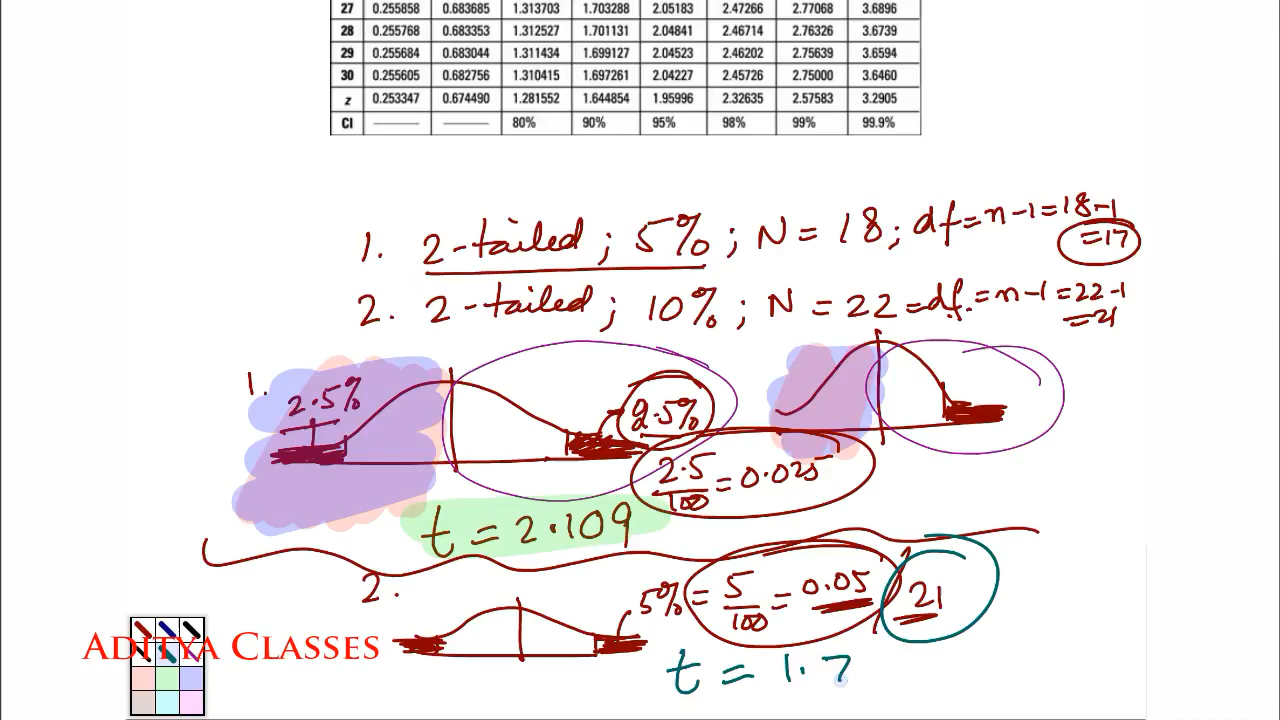 27 0.255858 0.683685 1.313703 1.703288 2.05183 2.47266 2.77068 3.6896
28 0.255768 0.683353 1.312527 1.701131 2.04841 2.46714 2.76326 3.6739
29 0.255684 0.683044 1.311434 1.699127 2.04523 2.46202 2.75639 3.6594
30 0.255605 0.682756 1.310415 1.697261 2.04227 2.45726 2.75000 3.6460
z 0.253347 0.674490 1.281552 1.644854 1.95996 2.32635 2.57583 3.2905
CI 80% 90% 95% 98% 99% 99.9%
1. 2-tailed ; 5% ; N = 18 ; df = n-1 = 18-1
= 17
2. 2-tailed ; 10% ; N = 22 = df. = n-1 = 22-1
= 21
1.
2.5%
2.5%
2.5/100 = 0.025
t = 2.109
2.
5% = 5/100 = 0.05
21
t = 1.7
ADITYA CLASSES